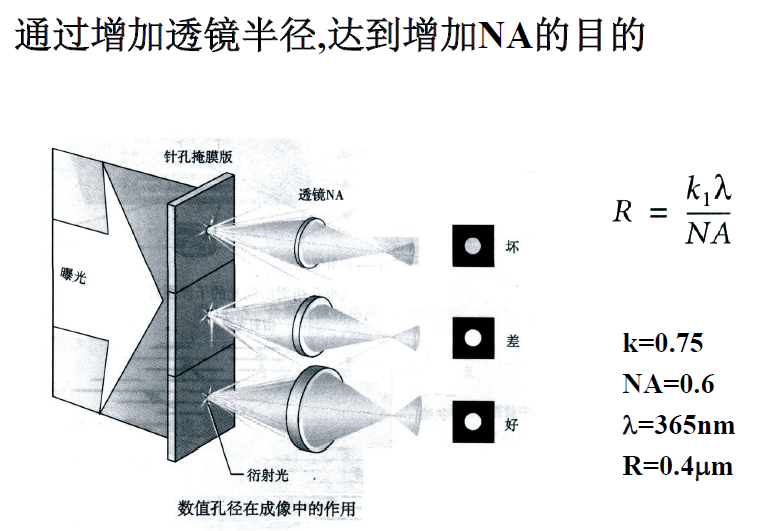 通过增加透镜半径,达到增加NA的目的
针孔掩膜版
透镜NA
曝光
坏
差
好
衍射光
数值孔径在成像中的作用
R = k₁λ / NA
k=0.75
NA=0.6
λ=365nm
R=0.4μm